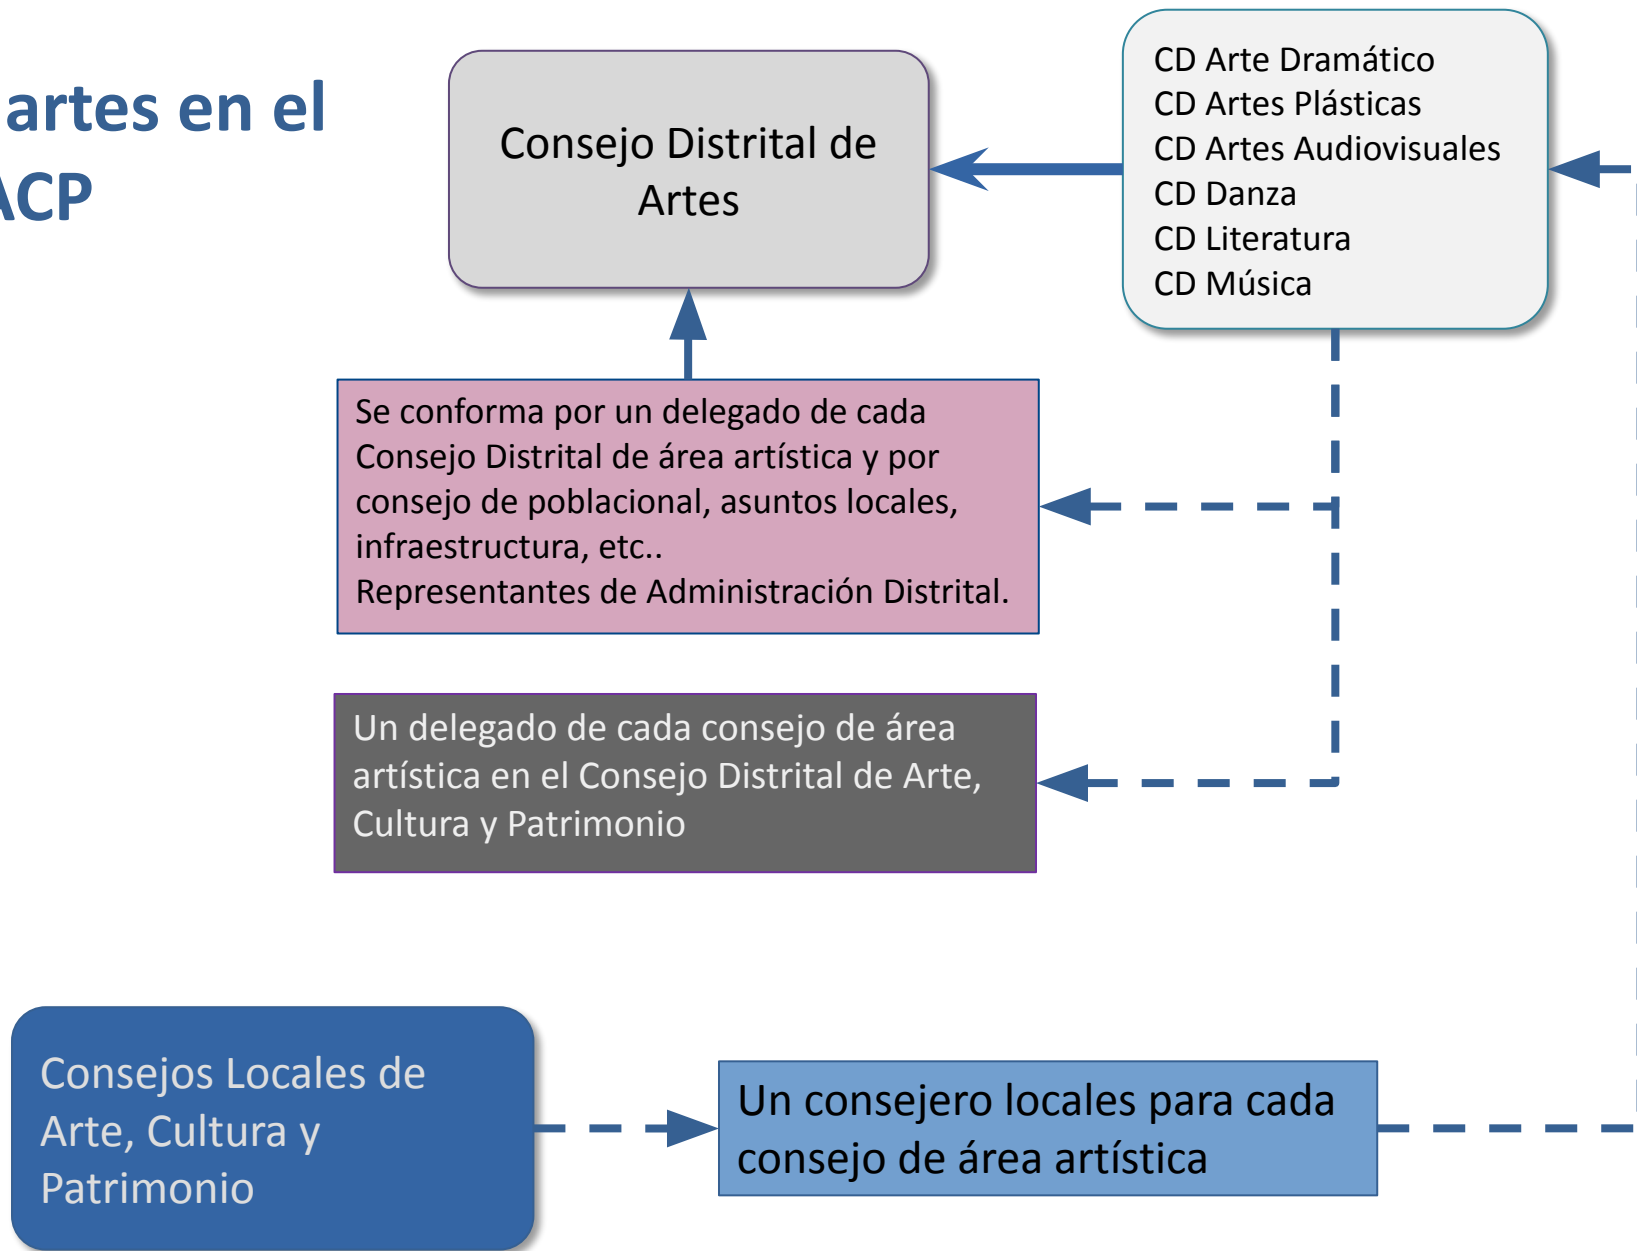 artes en el
ACP
Consejo Distrital de
Artes
CD Arte Dramático
CD Artes Plásticas
CD Artes Audiovisuales
CD Danza
CD Literatura
CD Música
Se conforma por un delegado de cada
Consejo Distrital de área artística y por
consejo de poblacional, asuntos locales,
infraestructura, etc..
Representantes de Administración Distrital.
Un delegado de cada consejo de área
artística en el Consejo Distrital de Arte,
Cultura y Patrimonio
Consejos Locales de
Arte, Cultura y
Patrimonio
Un consejero locales para cada
consejo de área artística